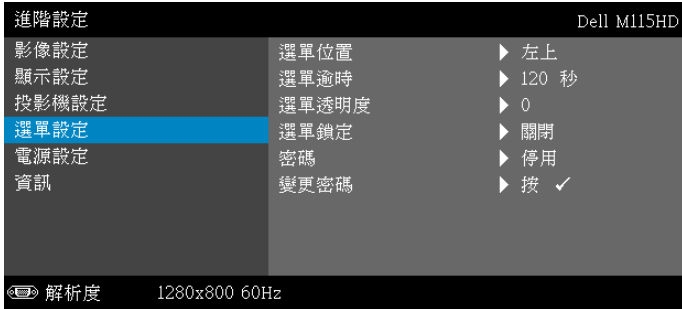 進階設定 Dell M115HD
影像設定 選單位置 ▶ 左上
顯示設定 選單逾時 ▶ 120 秒
投影機設定 選單透明度 ▶ 0
選單設定 選單鎖定 ▶ 關閉
電源設定 密碼 ▶ 停用
資訊 變更密碼 ▶ 按 ✓
解析度 1280x800 60Hz